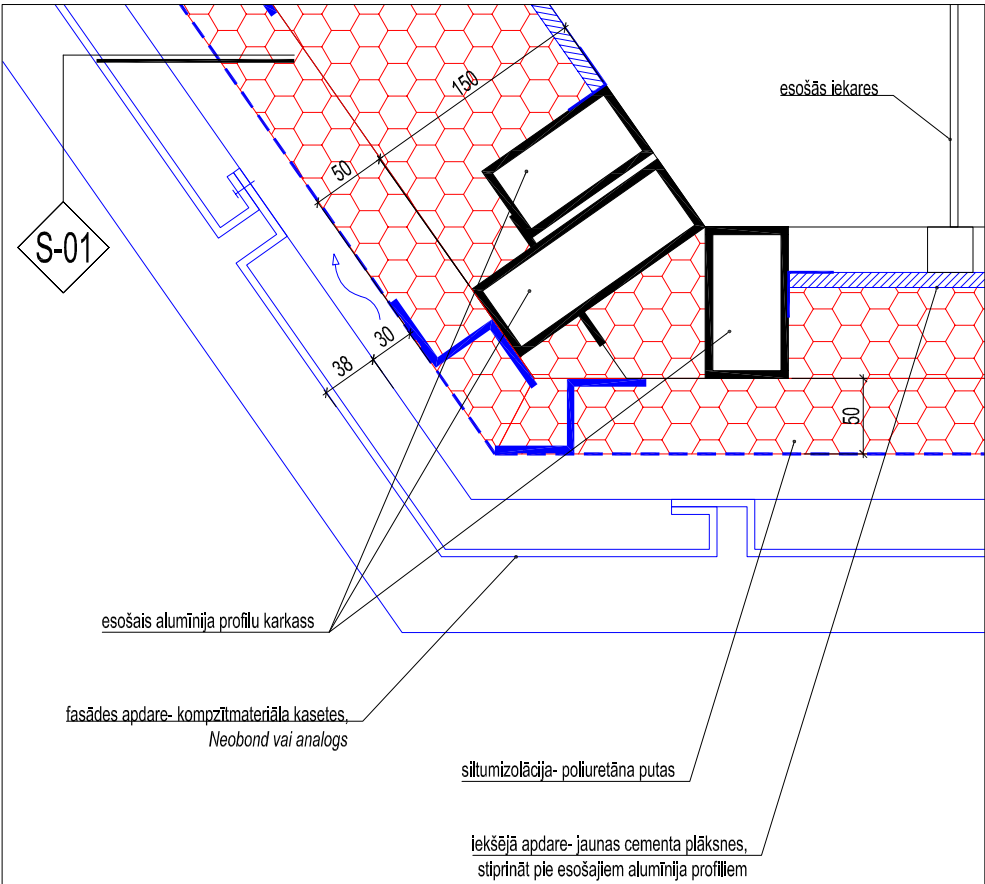 esošās iekares
150
50
S-01
30
38
50
esošais alumīnija profilu karkass
fasādes apdare- kompzītmateriāla kasetes,
Neobond vai analogs
siltumizolācija- poliuretāna putas
iekšējā apdare- jaunas cementa plāksnes,
stiprināt pie esošajiem alumīnija profiliem